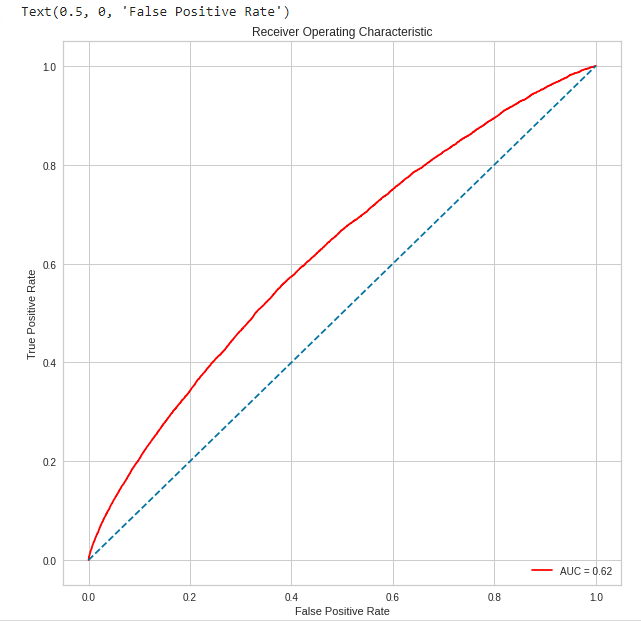 Text(0.5, 0, 'False Positive Rate')
Receiver Operating Characteristic
1.0
0.8
0.6
0.4
0.2
0.0
True Positive Rate
AUC = 0.62
0.0 0.2 0.4 0.6 0.8 1.0
False Positive Rate